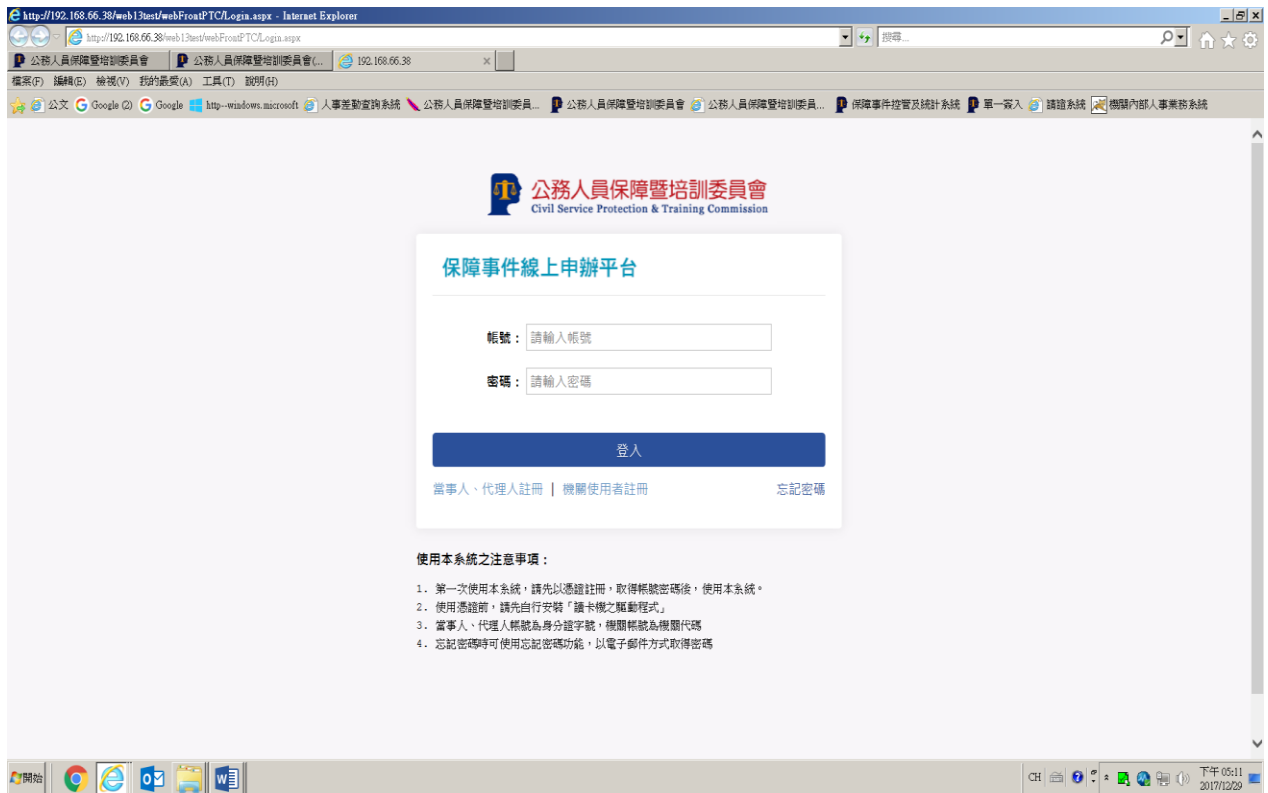 http://192.168.66.38/web13test/webFrontPTC/Login.aspx - Internet Explorer
http://192.168.66.38/web13test/webFrontPTC/Login.aspx
搜尋...
公務人員保障暨培訓委員會 公務人員保障暨培訓委員會(... 192.168.66.38
檔案(F) 編輯(E) 檢視(V) 我的最愛(A) 工具(T) 說明(H)
公文 Google (2) Google http--windows.microsoft 人事差勤查詢系統 公務人員保障暨培訓委員... 公務人員保障暨培訓委員會 公務人員保障暨培訓委員... 保障事件控管及統計系統 單一簽入 請證系統 機關內部人事業務系統
公務人員保障暨培訓委員會
Civil Service Protection & Training Commission
保障事件線上申辦平台
帳號: 請輸入帳號
密碼: 請輸入密碼
登入
當事人、代理人註冊 | 機關使用者註冊 忘記密碼
使用本系統之注意事項:
1. 第一次使用本系統,請先以憑證註冊,取得帳號密碼後,使用本系統。
2. 使用憑證前,請先自行安裝「讀卡機之驅動程式」
3. 當事人、代理人帳號為身分證字號,機關帳號為機關代碼
4. 忘記密碼時可使用忘記密碼功能,以電子郵件方式取得密碼
開始
CH
下午 05:11
2017/12/29